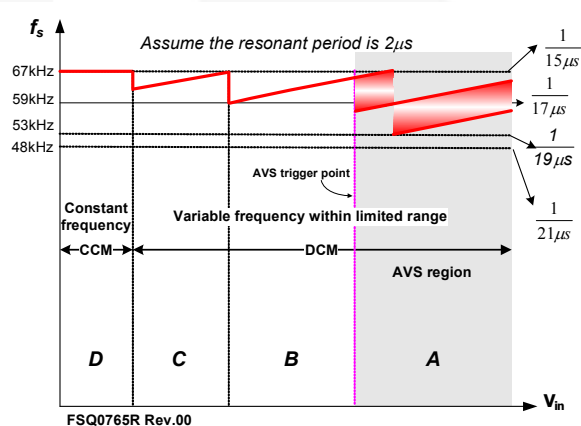 fs
Assume the resonant period is 2μs
67kHz
59kHz
53kHz
48kHz
1
15μs
1
17μs
1
19μs
1
21μs
AVS trigger point
Constant
frequency
Variable frequency within limited range
CCM
DCM
AVS region
D
C
B
A
Vin
FSQ0765R Rev.00